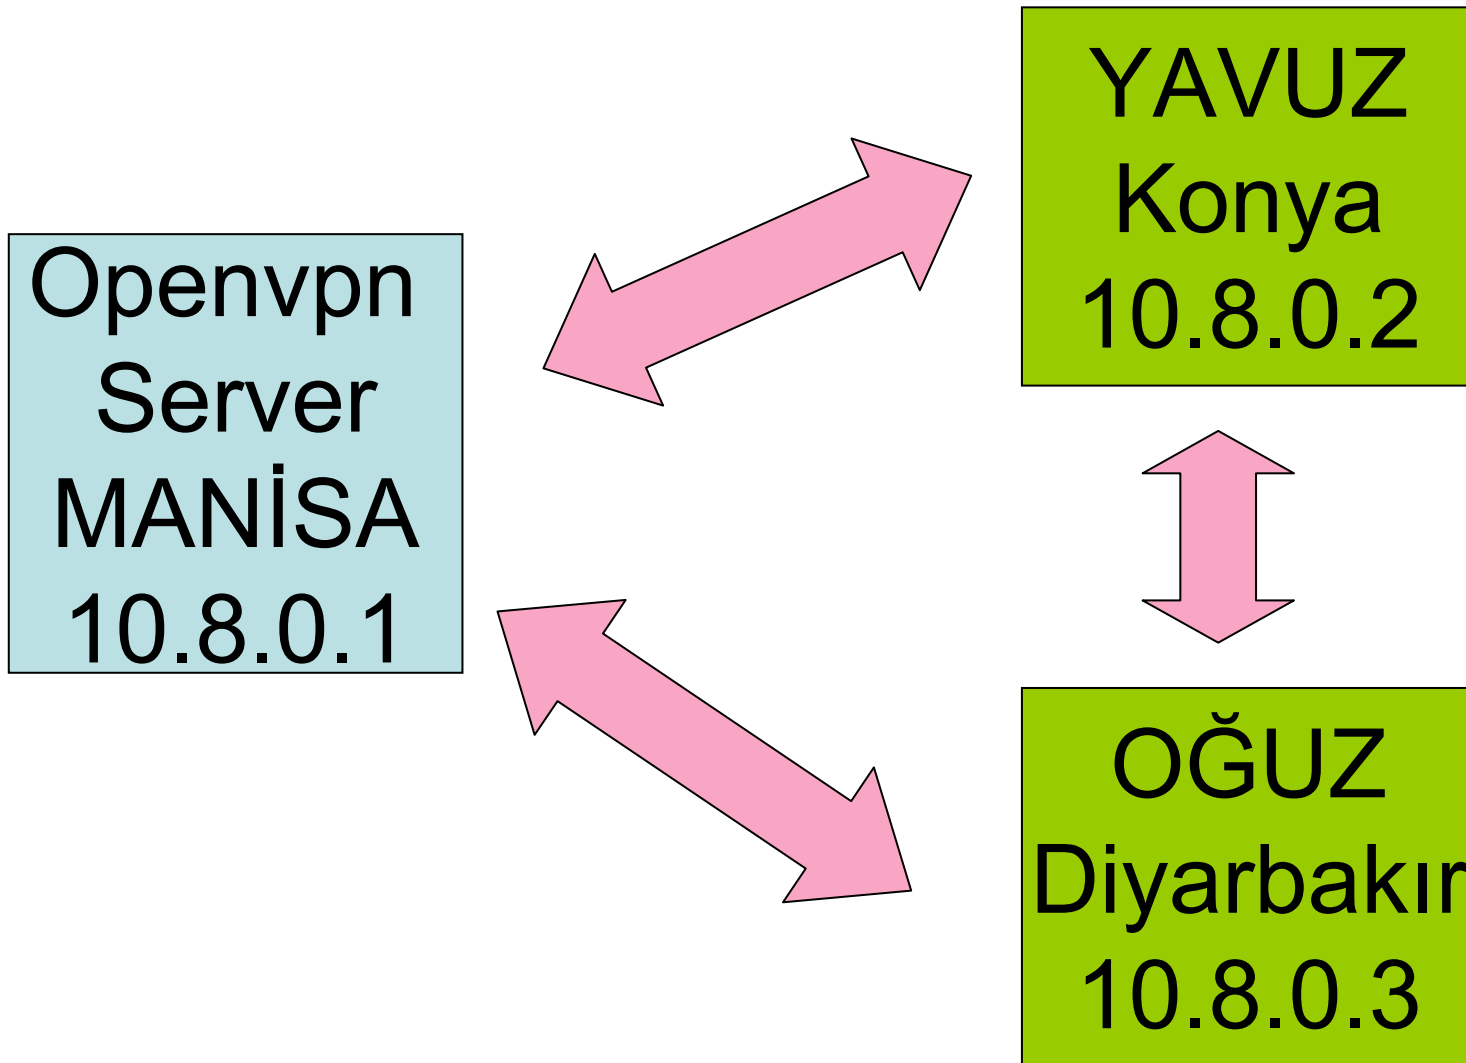 Openvpn
Server
MANİSA
10.8.0.1
YAVUZ
Konya
10.8.0.2
OĞUZ
Diyarbakır
10.8.0.3